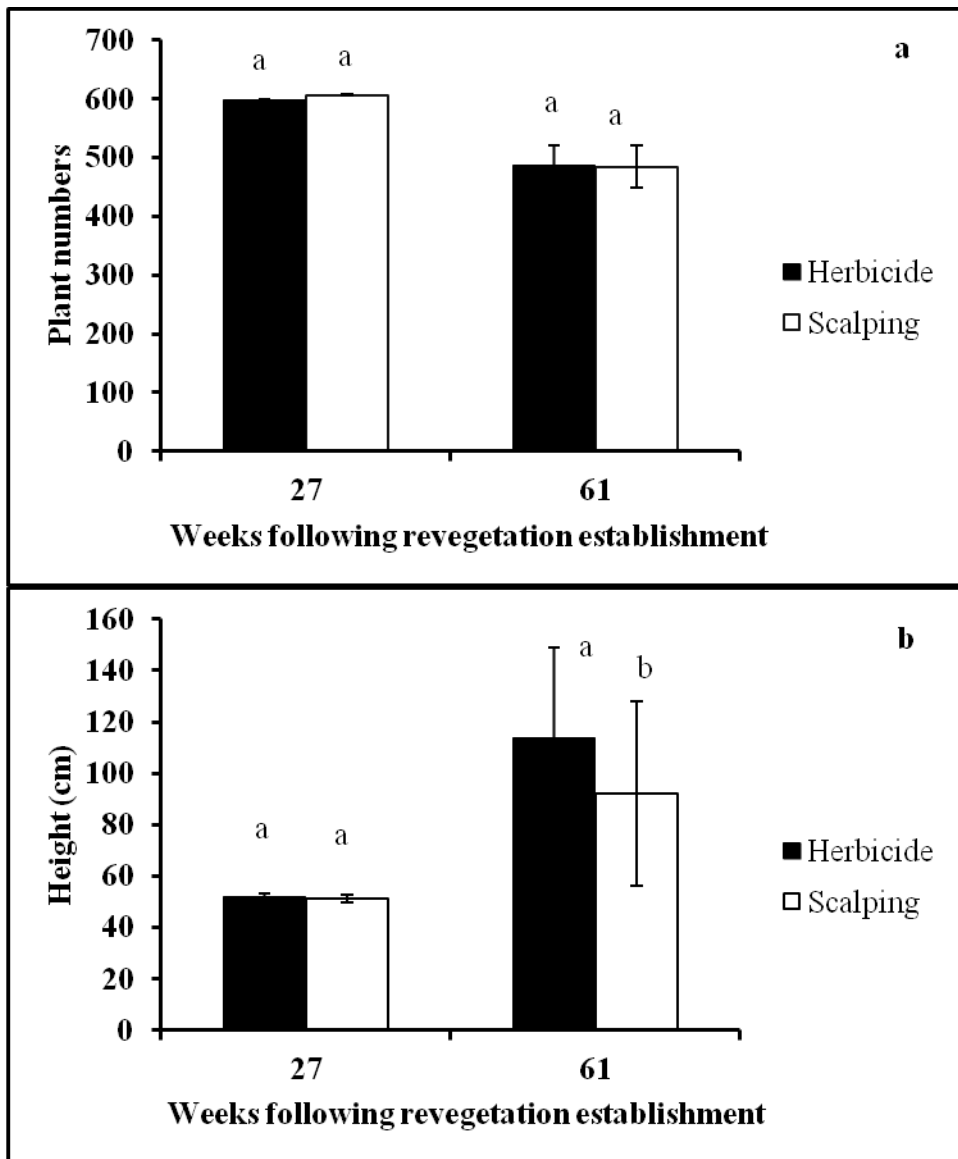 a
700
600
500
400
300
200
100
0
Plant numbers
a a
a a
27 61
Weeks following revegetation establishment
Herbicide
Scalping
b
160
140
120
100
80
60
40
20
0
Height (cm)
a a
a b
27 61
Weeks following revegetation establishment
Herbicide
Scalping